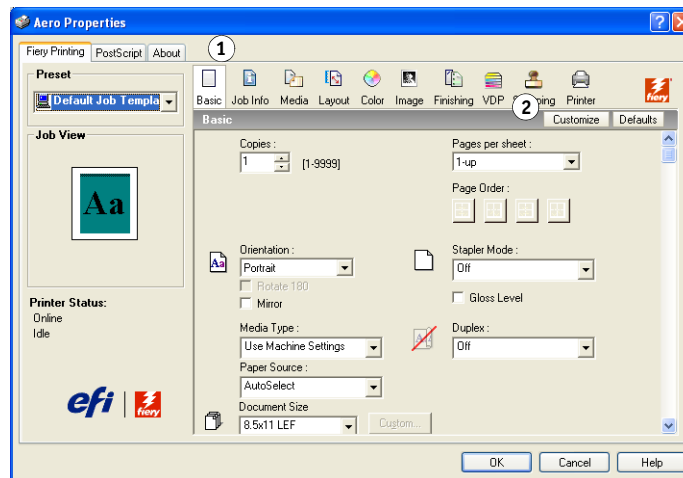 Aero Properties
Fiery Printing PostScript About
1
Preset
Default Job Templa
Basic Job Info Media Layout Color Image Finishing VDP Printer
fiery
2
Basic
Customize Defaults
Job View
Aa
Copies :
1 [1-9999]
Pages per sheet :
1-up
Page Order :
Orientation :
Aa Portrait
Rotate 180
Mirror
Stapler Mode :
Off
Gloss Level
Printer Status:
Online
Idle
Media Type :
Use Machine Settings
Duplex :
Off
Paper Source :
AutoSelect
Document Size
8.5x11 LEF Custom...
efi fiery
OK Cancel Help